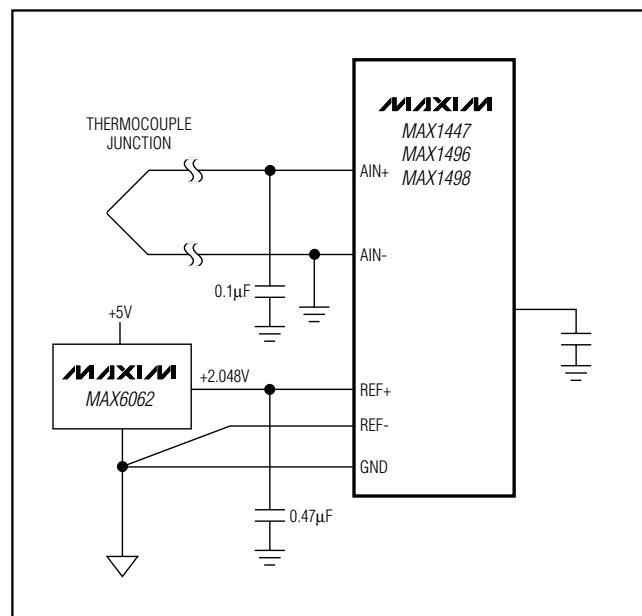 MAXIM
MAX1447
MAX1496
MAX1498
THERMOCOUPLE
JUNCTION
AIN+
AIN-
0.1µF
+5V
MAXIM
MAX6062
+2.048V
REF+
REF-
GND
0.47µF